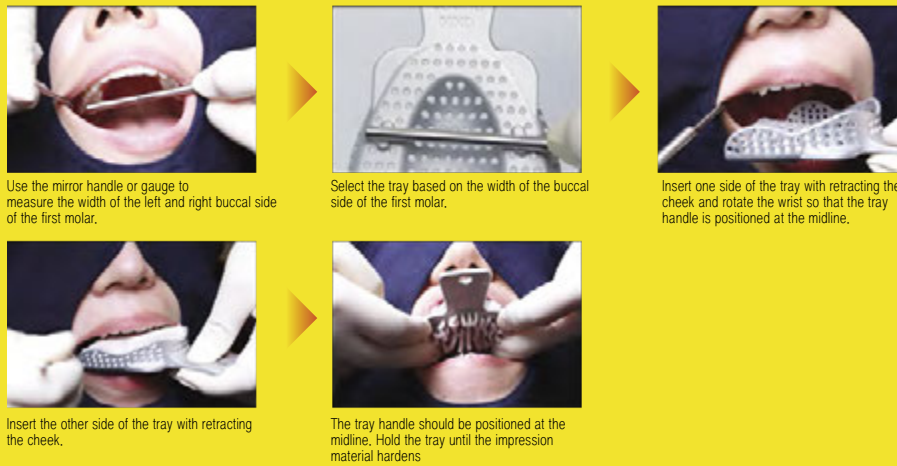 Use the mirror handle or gauge to
measure the width of the left and right buccal side
of the first molar.
Select the tray based on the width of the buccal
side of the first molar.
Insert one side of the tray with retracting the
cheek and rotate the wrist so that the tray
handle is positioned at the midline.
Insert the other side of the tray with retracting
the cheek.
The tray handle should be positioned at the
midline. Hold the tray until the impression
material hardens